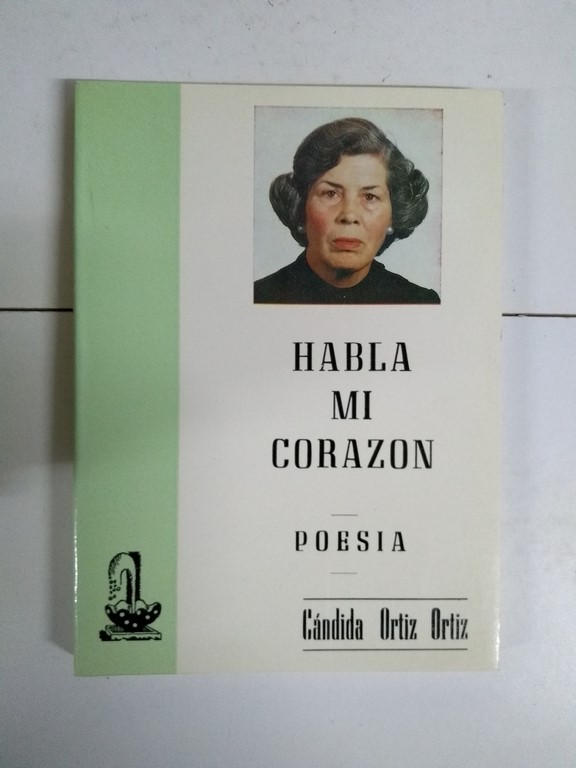 HABLA
MI
CORAZON
POESIA
Cándida Ortiz Ortiz